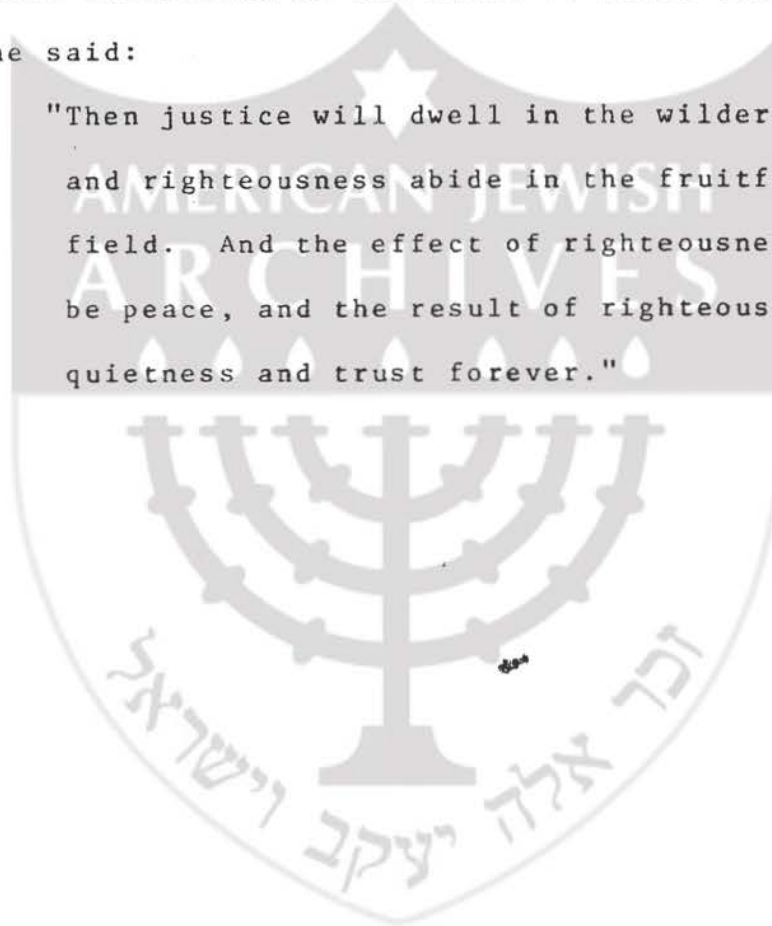 said:
"Then justice will dwell in the wilder
and righteousness abide in the fruitf
field. And the effect of righteousne
be peace, and the result of righteous
quietness and trust forever."
AMERICAN JEWISH
ARCHIVES
זכר אלה יעקב וישראל